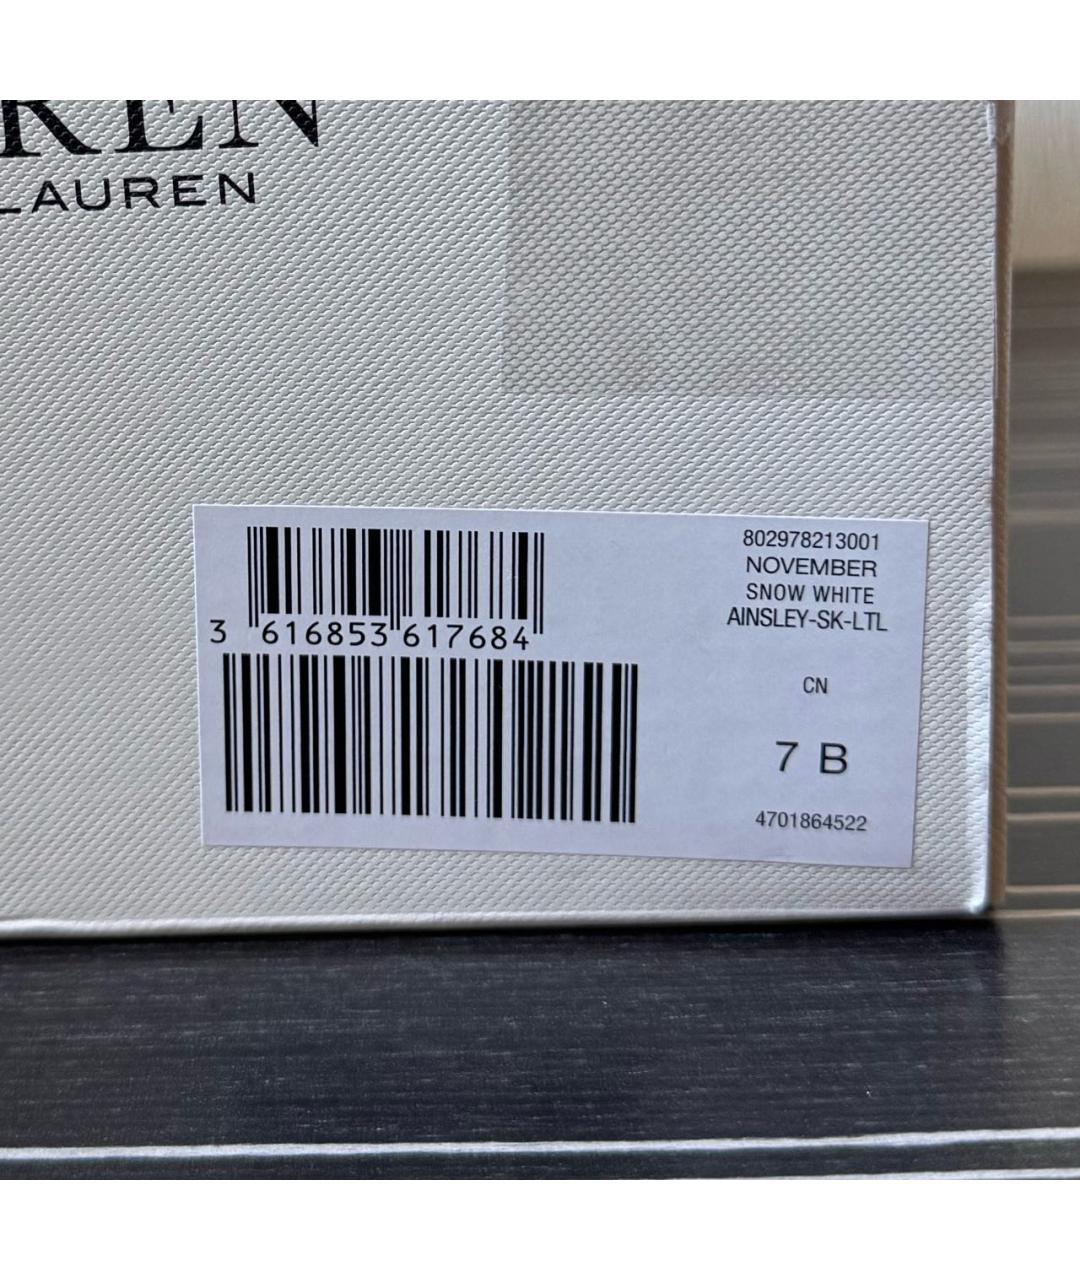 REN
LAUREN
802978213001
NOVEMBER
SNOW WHITE
AINSLEY-SK-LTL
3 616853 617684
CN
7 B
4701864522